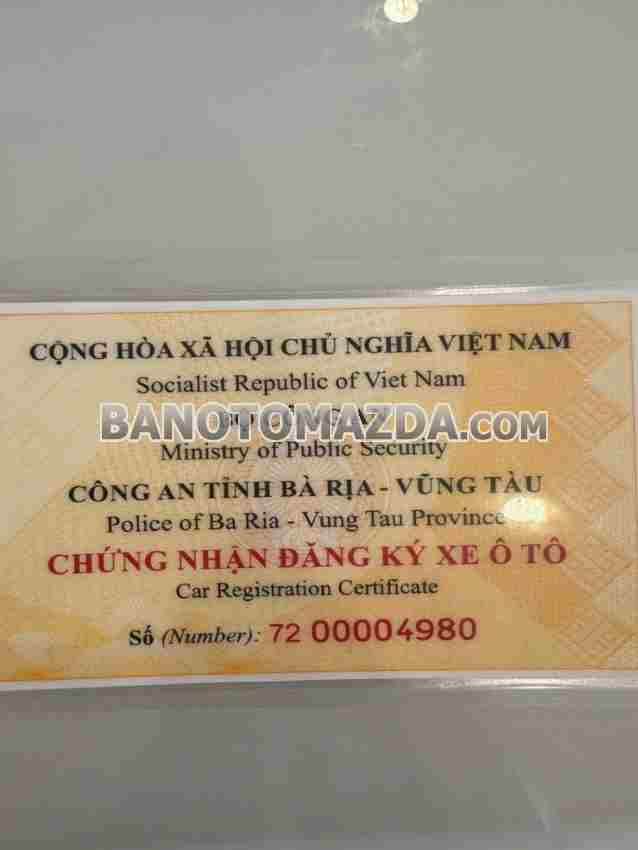 CỘNG HÒA XÃ HỘI CHỦ NGHĨA VIỆT NAM
Socialist Republic of Viet Nam
BANOTOMAZDA.COM
Ministry of Public Security
CÔNG AN TỈNH BÀ RỊA - VŨNG TÀU
Police of Ba Ria - Vung Tau Province
CHỨNG NHẬN ĐĂNG KÝ XE Ô TÔ
Car Registration Certificate
Số (Number): 72 00004980